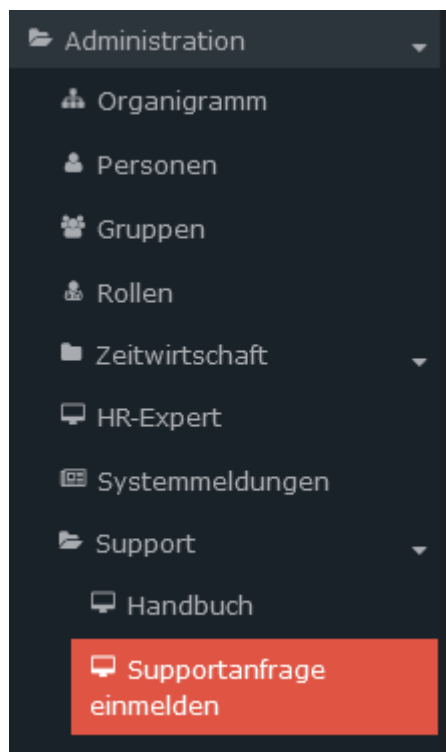 Administration
Organigramm
Personen
Gruppen
Rollen
Zeitwirtschaft
HR-Expert
Systemmeldungen
Support
Handbuch
Supportanfrage
einmelden